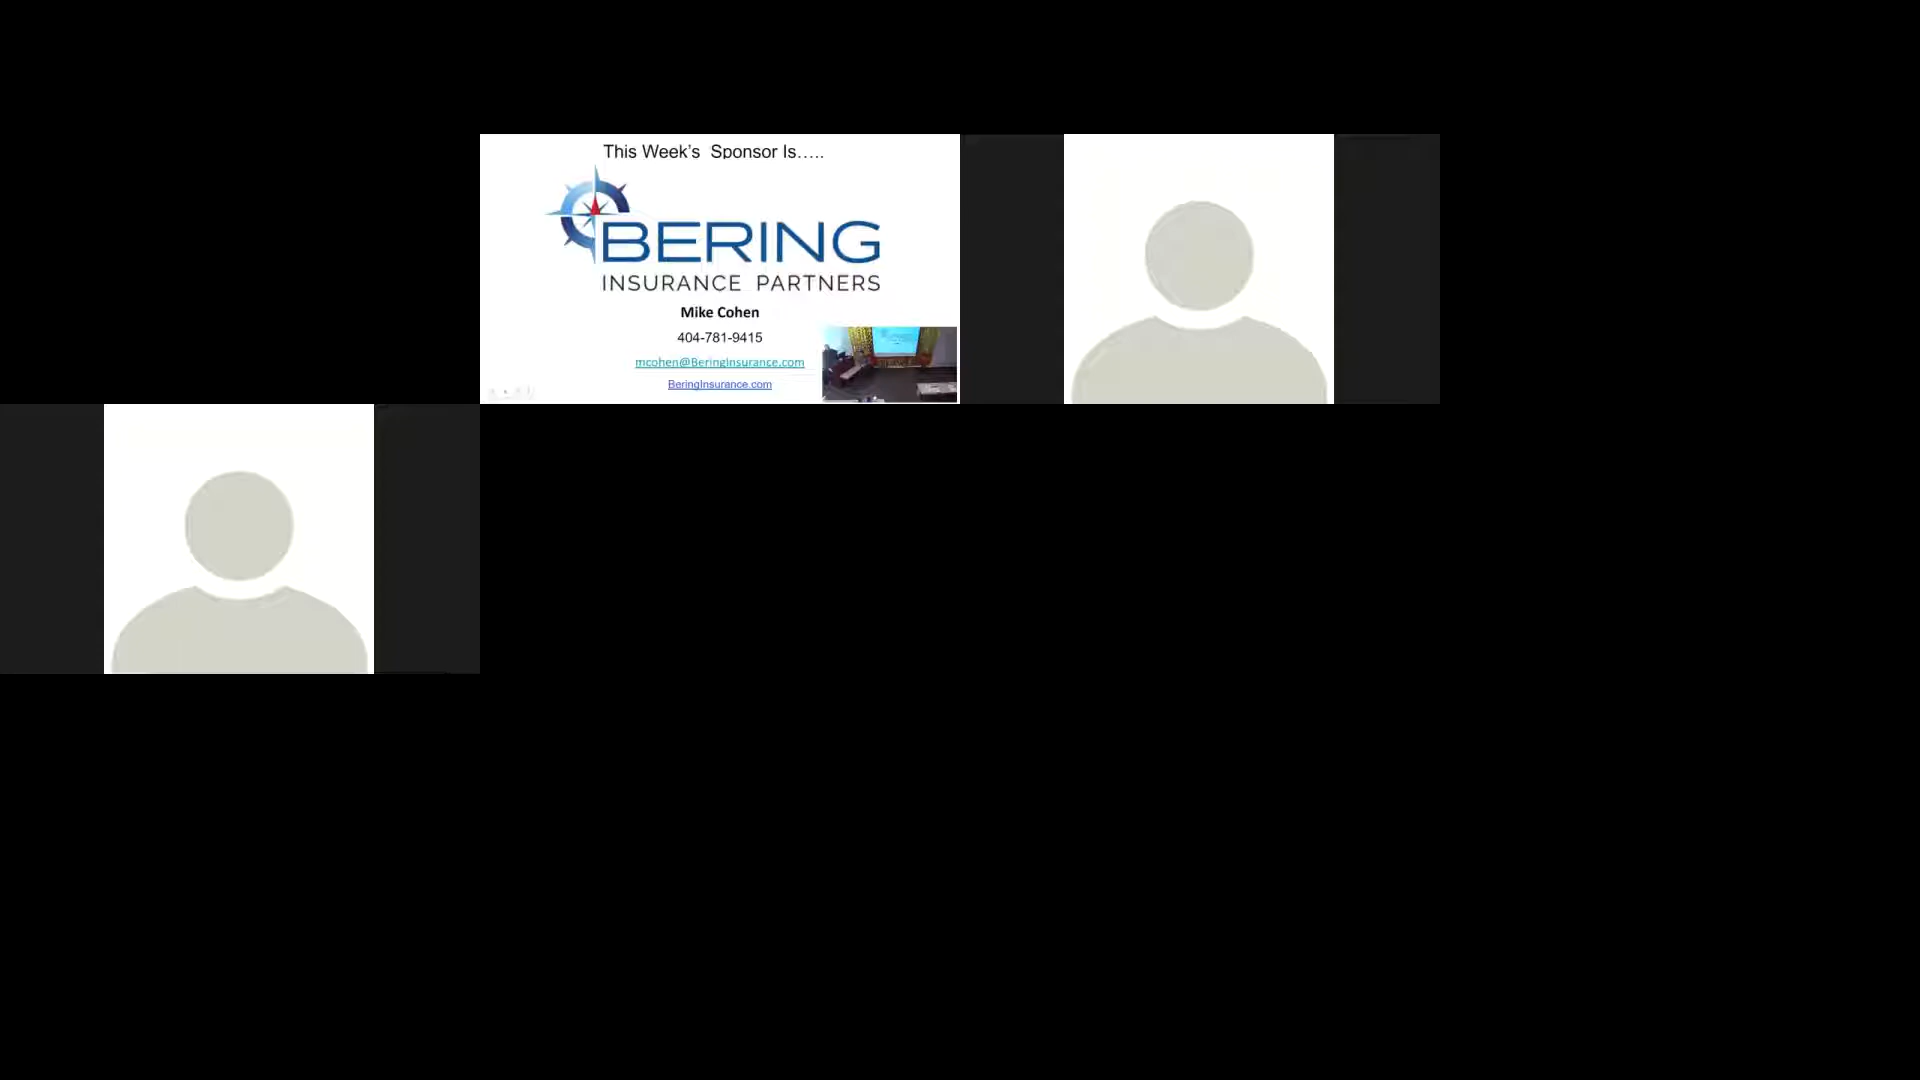 This Week's  Sponsor Is…..
BERING
INSURANCE PARTNERS
Mike Cohen
404-781-9415
mcohen@BeringInsurance.com
BeringInsurance.com